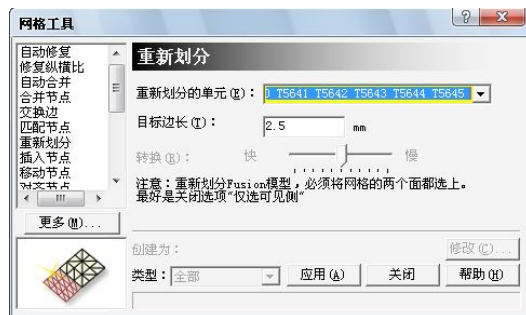 网格工具
自动修复
修复纵横比
自动合并
合并节点
交换边
匹配节点
重新划分
插入节点
移动节点
对齐节点
更多(M)...
重新划分
重新划分的单元(E)： T5641 T5642 T5643 T5644 T5645
目标边长(T)： 2.5 mm
转换(R)： 快 慢
注意：重新划分Fusion模型，必须将网格的两个面都选上。
最好是关闭选项“仅选可见侧”
创建为： 修改(C)...
类型： 全部 应用(A) 关闭 帮助(H)